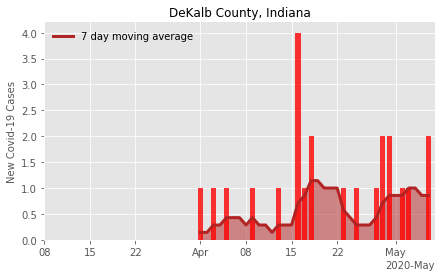 DeKalb County, Indiana
7 day moving average
New Covid-19 Cases
4.0
3.5
3.0
2.5
2.0
1.5
1.0
0.5
0.0
08 15 22 Apr 08 15 22 May
2020-May